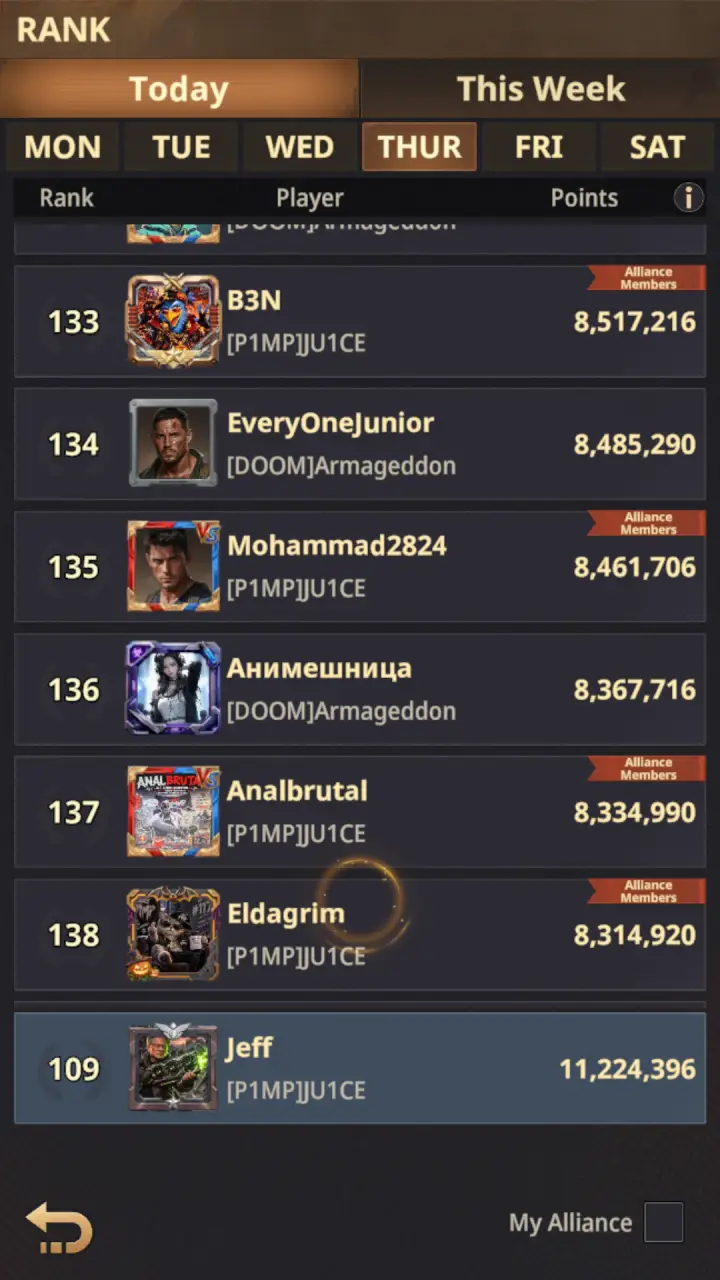 RANK
Today
This Week
MON
TUE
WED
THUR
FRI
SAT
Rank
Player
Points
[DOOM]Armageddon
Alliance
Members
133
B3N
8,517,216
[P1MP]JU1CE
134
EveryOneJunior
8,485,290
[DOOM]Armageddon
Alliance
Members
135
Mohammad2824
8,461,706
[P1MP]JU1CE
136
Анимешница
8,367,716
[DOOM]Armageddon
Alliance
Members
VS
137
Analbrutal
8,334,990
[P1MP]JU1CE
Alliance
Members
138
Eldagrim
8,314,920
[P1MP]JU1CE
109
Jeff
11,224,396
[P1MP]JU1CE
My Alliance